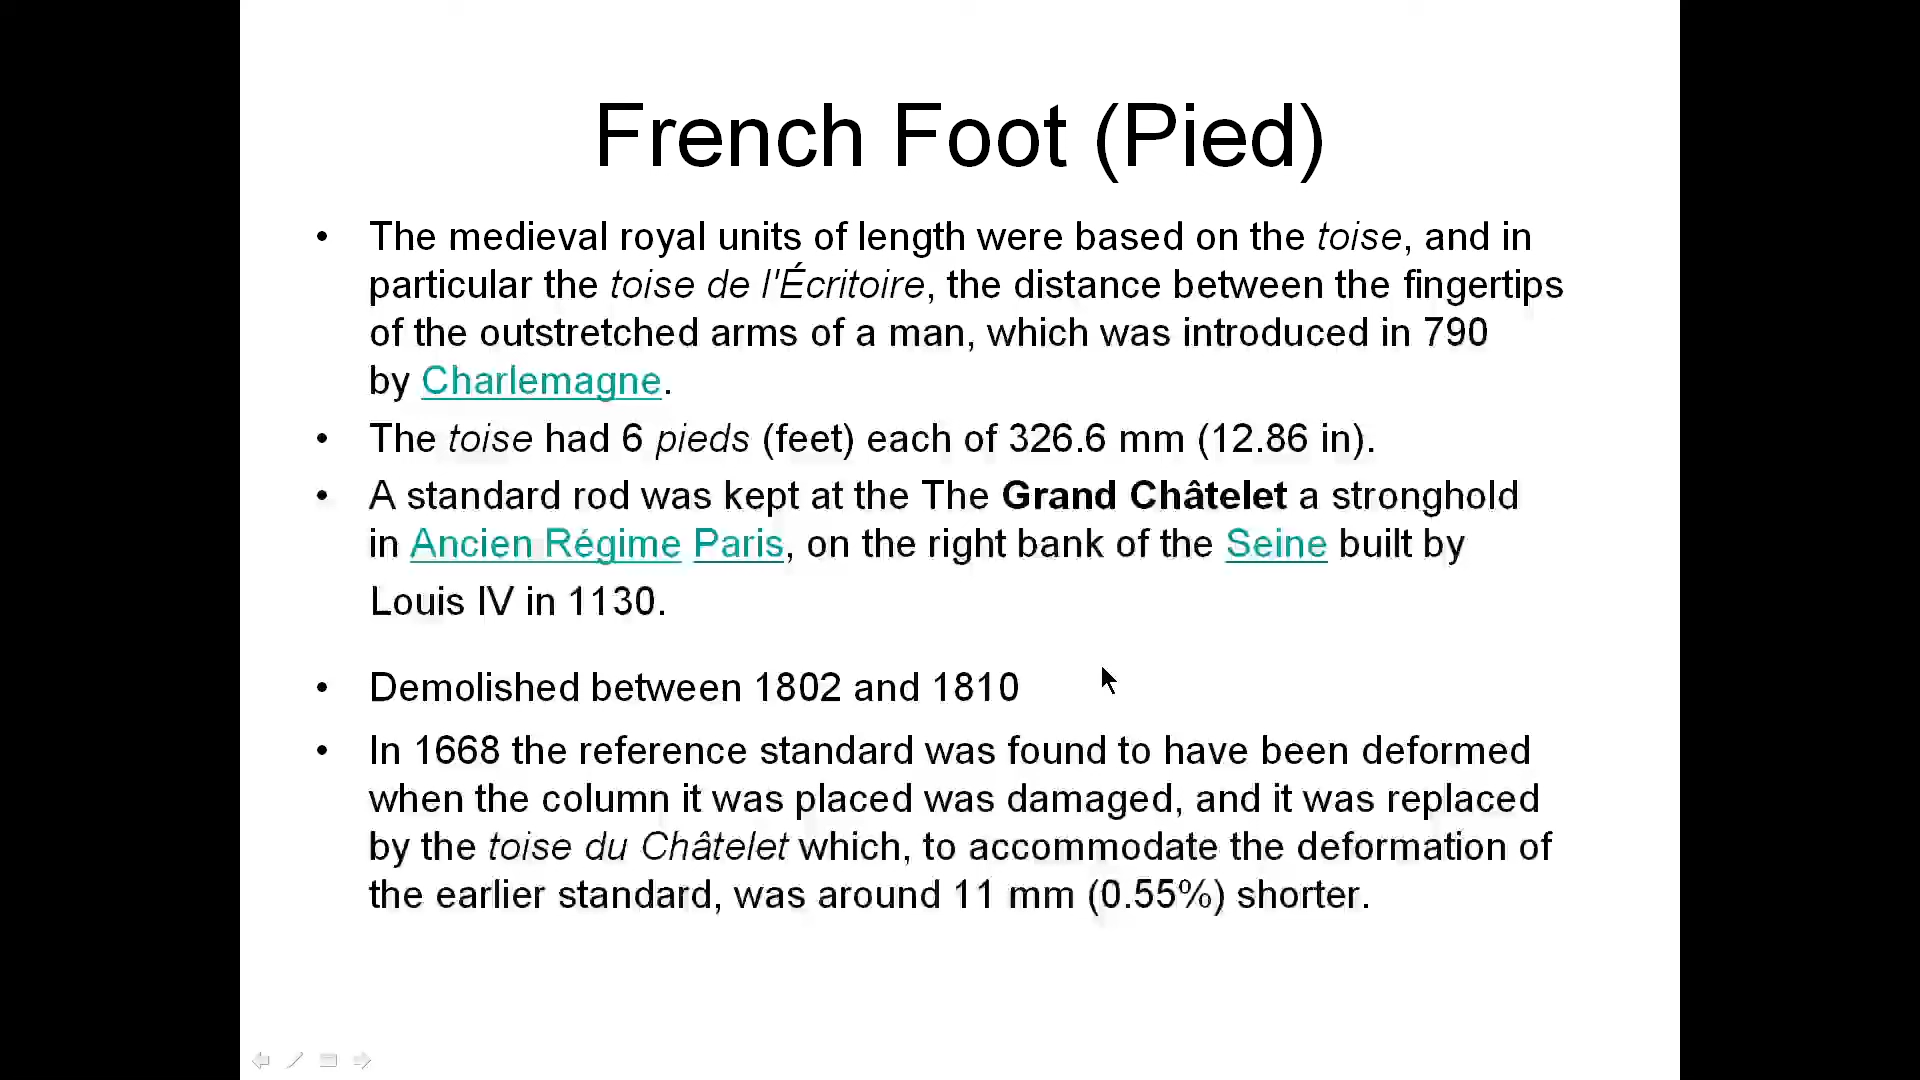 French Foot (Pied)
• The medieval royal units of length were based on the toise, and in
particular the toise de l'Écritoire, the distance between the fingertips
of the outstretched arms of a man, which was introduced in 790
by Charlemagne.
• The toise had 6 pieds (feet) each of 326.6 mm (12.86 in).
• A standard rod was kept at the The Grand Châtelet a stronghold
in Ancien Régime Paris, on the right bank of the Seine built by
Louis IV in 1130.
• Demolished between 1802 and 1810
• In 1668 the reference standard was found to have been deformed
when the column it was placed was damaged, and it was replaced
by the toise du Châtelet which, to accommodate the deformation of
the earlier standard, was around 11 mm (0.55%) shorter.